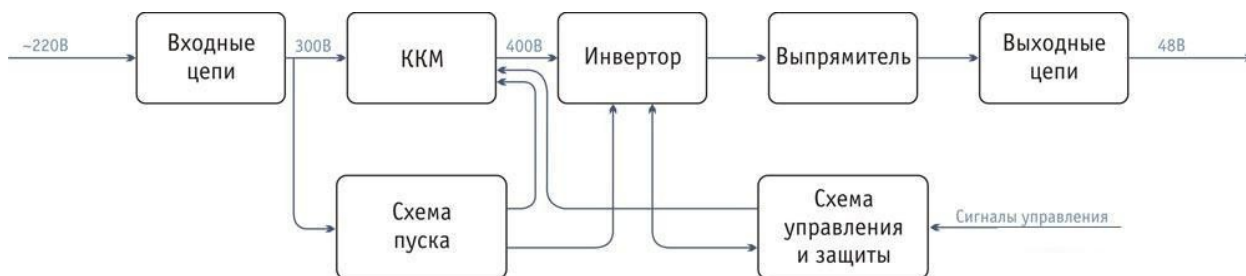 ~220В
Входные
цепи
300В
ККМ
400В
Инвертор
Выпрямитель
Выходные
цепи
48В
Схема
пуска
Схема
управления
и защиты
Сигналы управления